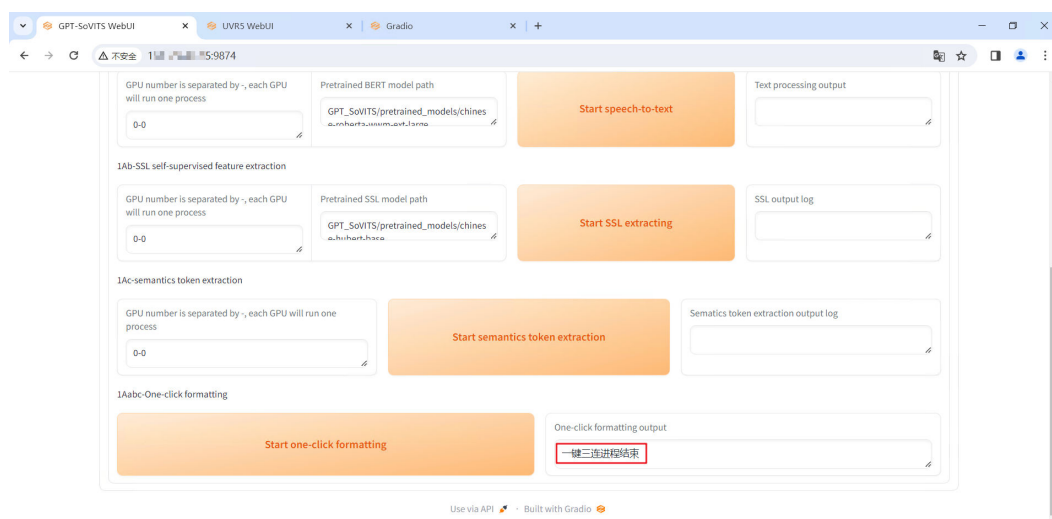 GPT-SoVITS WebUI
UVR5 WebUI
Gradio
不安全
5:9874
GPU number is separated by -, each GPU
will run one process
0-0
Pretrained BERT model path
GPT_SoVITS/pretrained_models/chines
e-roberta-wwm-ext-large
Start speech-to-text
Text processing output
1Ab-SSL self-supervised feature extraction
GPU number is separated by -, each GPU
will run one process
0-0
Pretrained SSL model path
GPT_SoVITS/pretrained_models/chines
e-hubert-base
Start SSL extracting
SSL output log
1Ac-semantics token extraction
GPU number is separated by -, each GPU will run one
process
0-0
Start semantics token extraction
Sematics token extraction output log
1Aabc-One-click formatting
Start one-click formatting
One-click formatting output
一键三连进程结束
Use via API · Built with Gradio